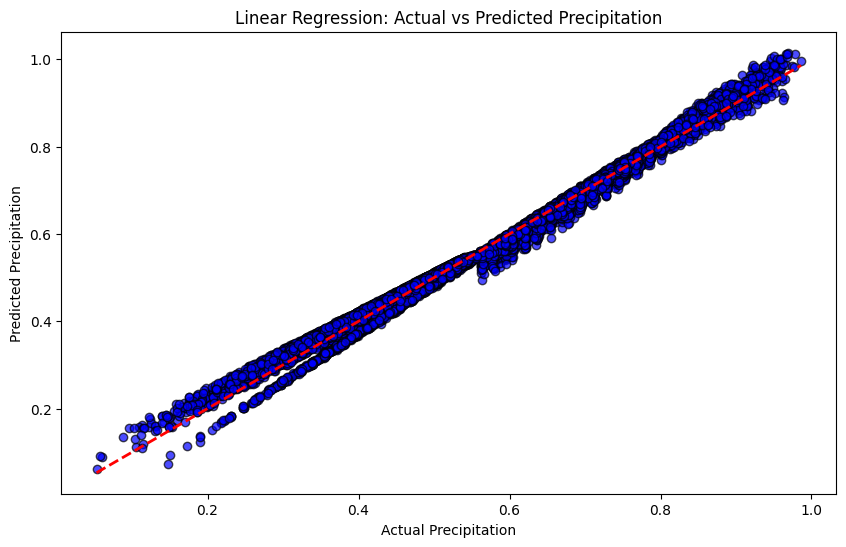 Linear Regression: Actual vs Predicted Precipitation
1.0
0.8
0.6
0.4
0.2
Predicted Precipitation
0.2 0.4 0.6 0.8 1.0
Actual Precipitation